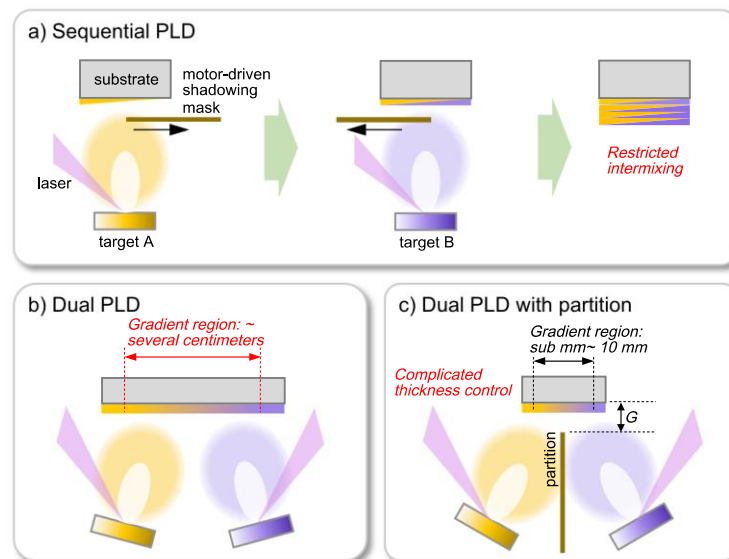 a) Sequential PLD
substrate
motor-driven
shadowing
mask
laser
target A
target B
Restricted
intermixing
b) Dual PLD
Gradient region: ~
several centimeters
c) Dual PLD with partition
Gradient region:
sub mm~ 10 mm
Complicated
thickness control
G
partition